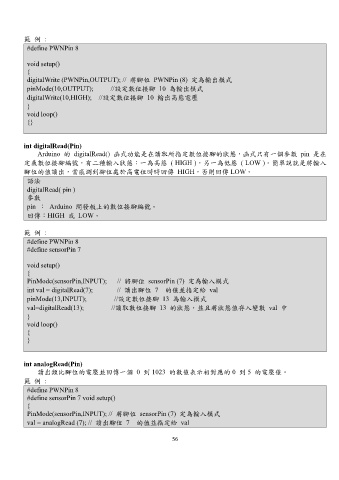 範 例 :
#define PWNPin 8
void setup()
{
digitalWrite (PWNPin,OUTPUT); // 將腳位 PWNPin (8) 定為輸出模式
pinMode(10,OUTPUT); //設定數位接腳 10 為輸出模式
digitalWrite(10,HIGH); //設定數位接腳 10 輸出高態電壓
}
void loop()
{}
int digitalRead(Pin)
Arduino 的 digitalRead() 函式功能是在讀取所指定數位接腳的狀態，函式只有一個參數 pin 是在
定義數位接腳編號，有二種輸入狀態：一為高態 ( HIGH )，另一為低態 ( LOW )。簡單說就是將輸入
腳位的值讀出，當感測到腳位處於高電位時時回傳 HIGH，否則回傳 LOW。
語法
digitalRead( pin )
參數
pin ： Arduino 開發板上的數位接腳編號。
回傳：HIGH 或 LOW。
範 例 :
#define PWNPin 8
#define sensorPin 7
void setup()
{
PinMode(sensorPin,INPUT); // 將腳位 sensorPin (7) 定為輸入模式
int val = digitalRead(7); // 讀出腳位 7 的值並指定給 val
pinMode(13,INPUT); //設定數位接腳 13 為輸入模式
val=digitalRead(13); //讀取數位接腳 13 的狀態，並且將狀態值存入變數 val 中
}
void loop()
{
}
int analogRead(Pin)
讀出類比腳位的電壓並回傳一個 0 到 1023 的數值表示相對應的 0 到 5 的電壓值。
範 例 :
#define PWNPin 8
#define sensorPin 7 void setup()
{
PinMode(sensorPin,INPUT); // 將腳位 sensorPin (7) 定為輸入模式
val = analogRead (7); // 讀出腳位 7 的值並指定給 val
56